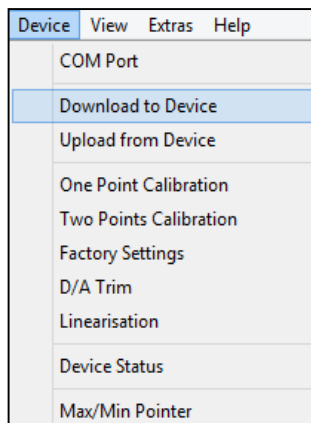 Device View Extras Help
COM Port
Download to Device
Upload from Device
One Point Calibration
Two Points Calibration
Factory Settings
D/A Trim
Linearisation
Device Status
Max/Min Pointer